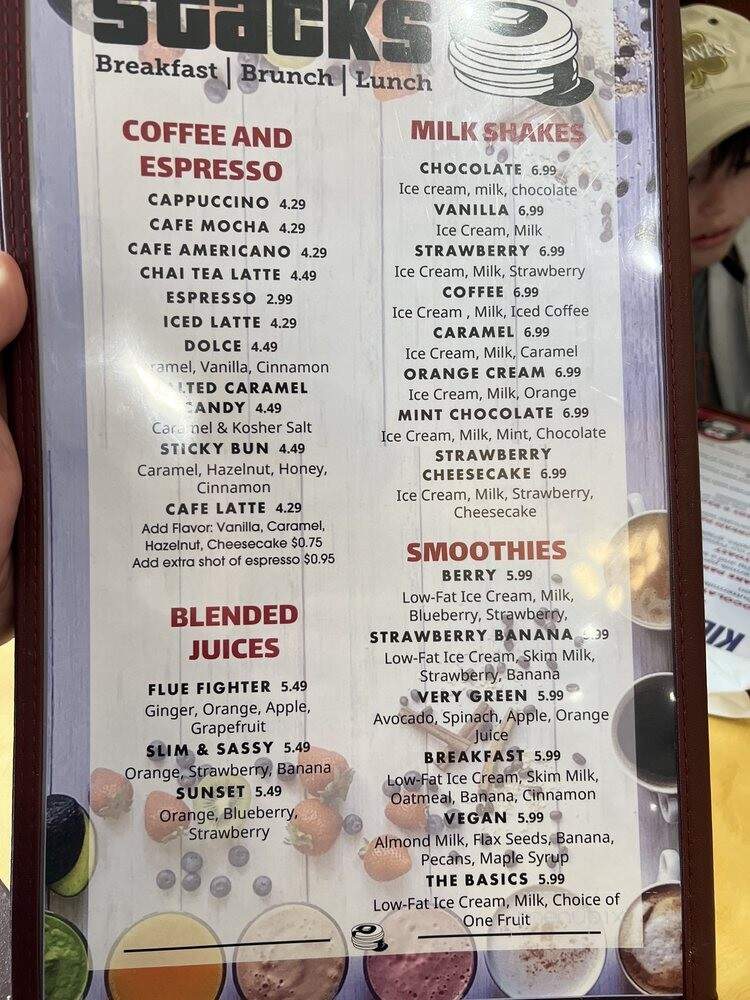 stacks
Breakfast | Brunch | Lunch
COFFEE AND
ESPRESSO
CAPPUCCINO 4.29
CAFE MOCHA 4.29
CAFE AMERICANO 4.29
CHAI TEA LATTE 4.49
ESPRESSO 2.99
ICED LATTE 4.29
DOLCE 4.49
ramel, Vanilla, Cinnamon
LTED CARAMEL
CANDY 4.49
Caramel & Kosher Salt
STICKY BUN 4.49
Caramel, Hazelnut, Honey,
Cinnamon
CAFE LATTE 4.29
Add Flavor: Vanilla, Caramel,
Hazelnut, Cheesecake $0.75
Add extra shot of espresso $0.95
BLENDED
JUICES
FLUE FIGHTER 5.49
Ginger, Orange, Apple,
Grapefruit
SLIM & SASSY 5.49
Orange, Strawberry, Banana
SUNSET 5.49
Orange, Blueberry,
Strawberry
MILK SHAKES
CHOCOLATE 6.99
Ice cream, milk, chocolate
VANILLA 6.99
Ice Cream, Milk
STRAWBERRY 6.99
Ice Cream, Milk, Strawberry
COFFEE 6.99
Ice Cream , Milk, Iced Coffee
CARAMEL 6.99
Ice Cream, Milk, Caramel
ORANGE CREAM 6.99
Ice Cream, Milk, Orange
MINT CHOCOLATE 6.99
Ice Cream, Milk, Mint, Chocolate
STRAWBERRY
CHEESECAKE 6.99
Ice Cream, Milk, Strawberry,
Cheesecake
SMOOTHIES
BERRY 5.99
Low-Fat Ice Cream, Milk,
Blueberry, Strawberry,
STRAWBERRY BANANA 5.99
Low-Fat Ice Cream, Skim Milk,
Strawberry, Banana
VERY GREEN 5.99
Avocado, Spinach, Apple, Orange
Juice
BREAKFAST 5.99
Low-Fat Ice Cream, Skim Milk,
Oatmeal, Banana, Cinnamon
VEGAN 5.99
Almond Milk, Flax Seeds, Banana,
Pecans, Maple Syrup
THE BASICS 5.99
Low-Fat Ice Cream, Milk, Choice of
One Fruit
NNESS
KID